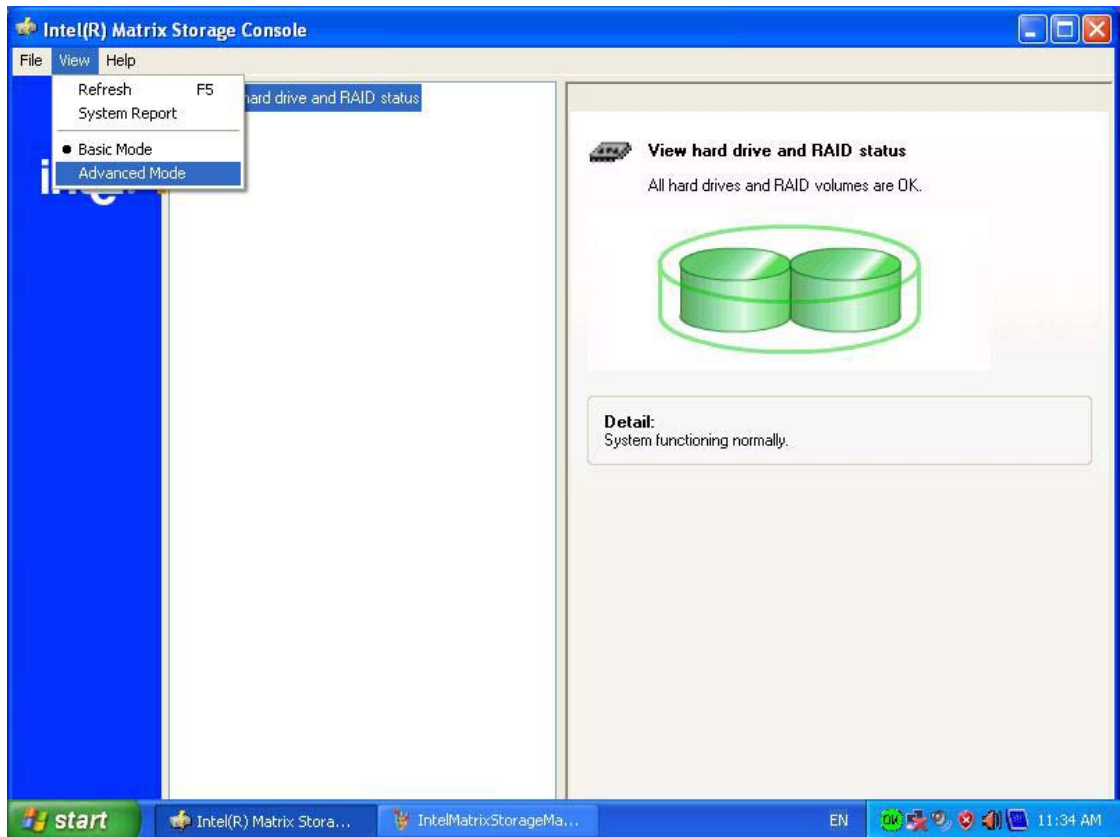 Intel(R) Matrix Storage Console
File View Help
Refresh F5
System Report
Basic Mode
Advanced Mode
hard drive and RAID status
View hard drive and RAID status
All hard drives and RAID volumes are OK.
Detail:
System functioning normally.
start
Intel(R) Matrix Stora...
IntelMatrixStorageMa...
EN
11:34 AM